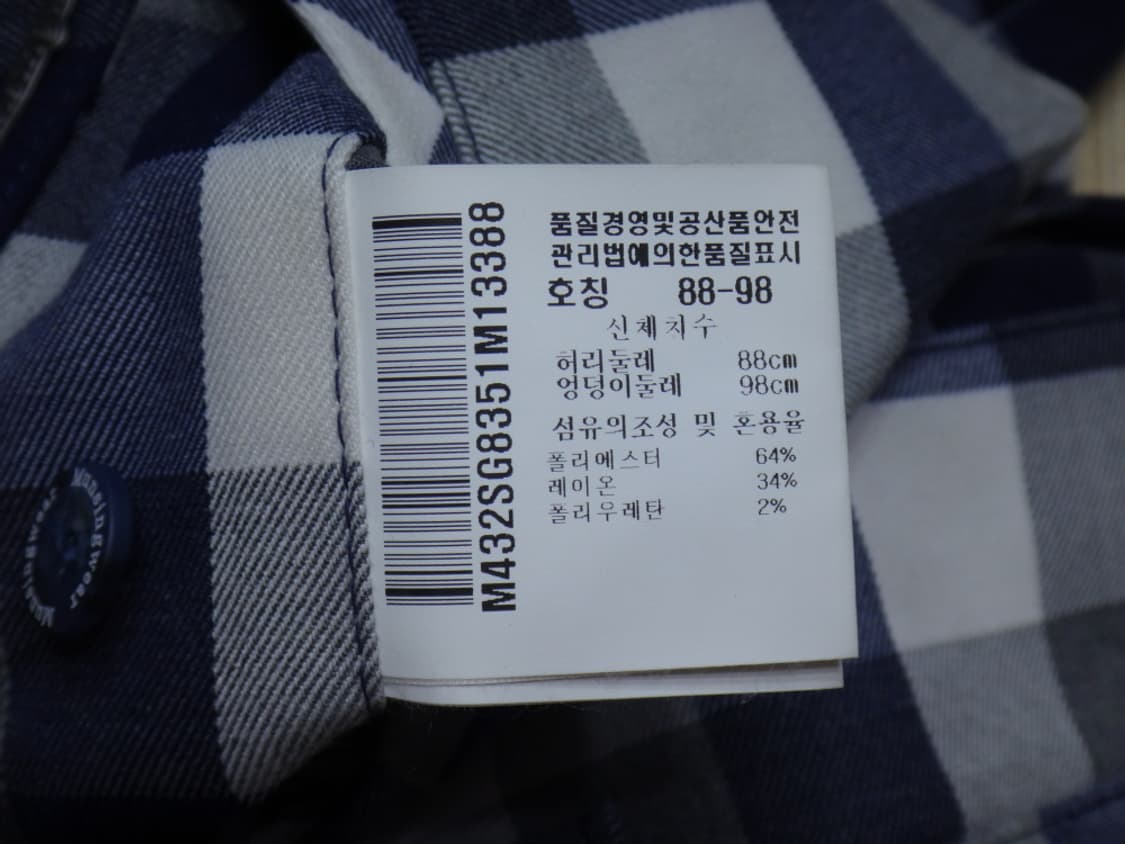 M432SG8351M13388
품질경영및공산품안전
관리법에의한품질표시
호칭 88-98
신체치수
허리둘레 88cm
엉덩이둘레 98cm
섬유의조성 및 혼용율
폴리에스터 64%
레이온 34%
폴리우레탄 2%